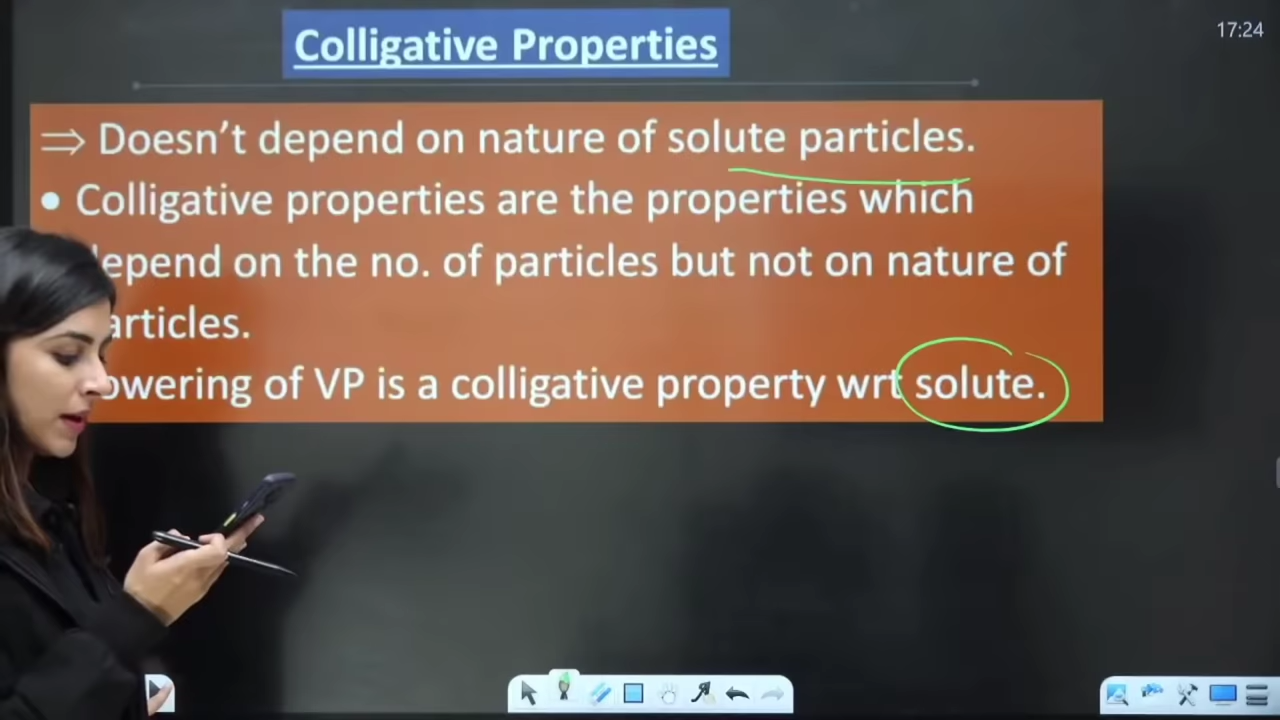 Colligative Properties
17:24
⇒ Doesn't depend on nature of solute particles.
• Colligative properties are the properties which
epend on the no. of particles but not on nature of
articles.
owering of VP is a colligative property wrt solute.